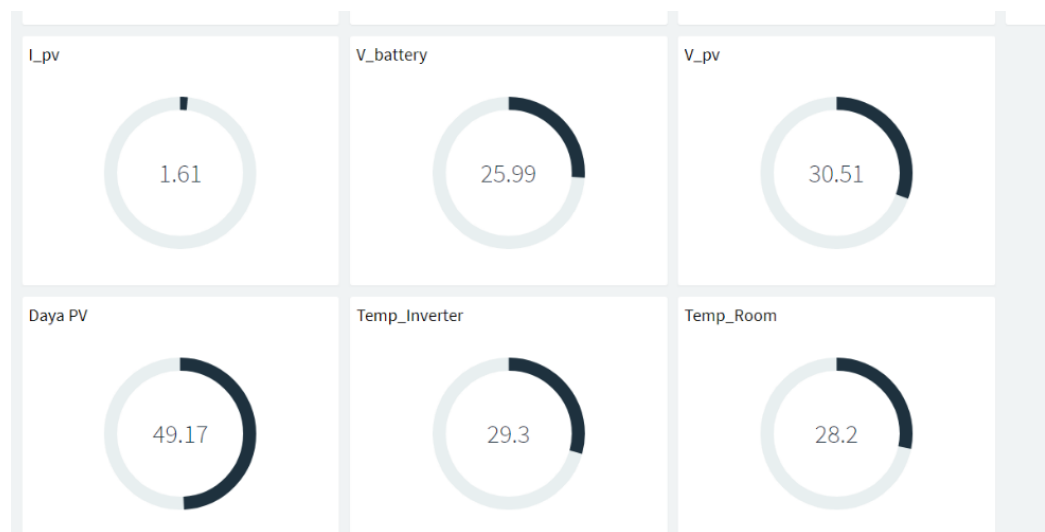 I_pv
1.61
V_battery
25.99
V_pv
30.51
Daya PV
49.17
Temp_Inverter
29.3
Temp_Room
28.2